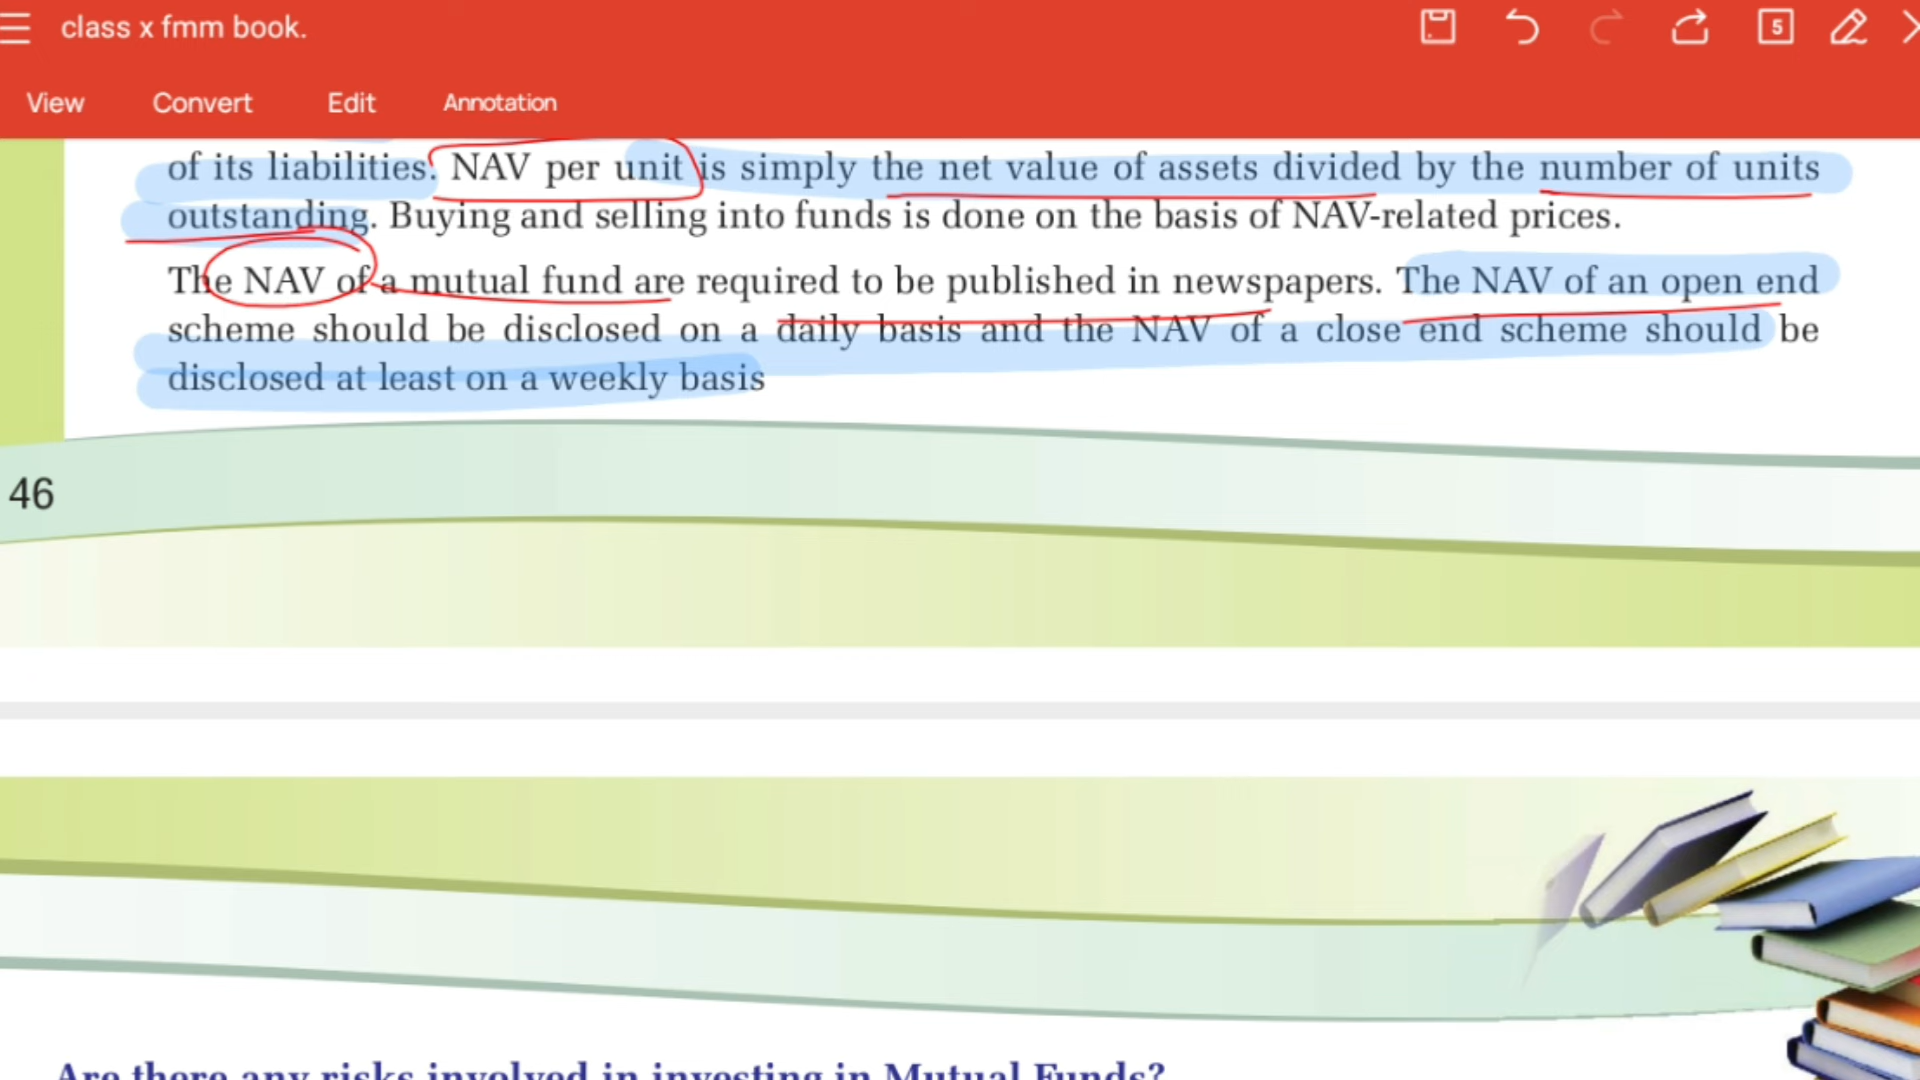 class x fmm book.
5
View Convert Edit Annotation
of its liabilities. NAV per unit is simply the net value of assets divided by the number of units
outstanding. Buying and selling into funds is done on the basis of NAV-related prices.
The NAV of a mutual fund are required to be published in newspapers. The NAV of an open end
scheme should be disclosed on a daily basis and the NAV of a close end scheme should be
disclosed at least on a weekly basis
46
Are there any risks involved in investing in Mutual Funds?